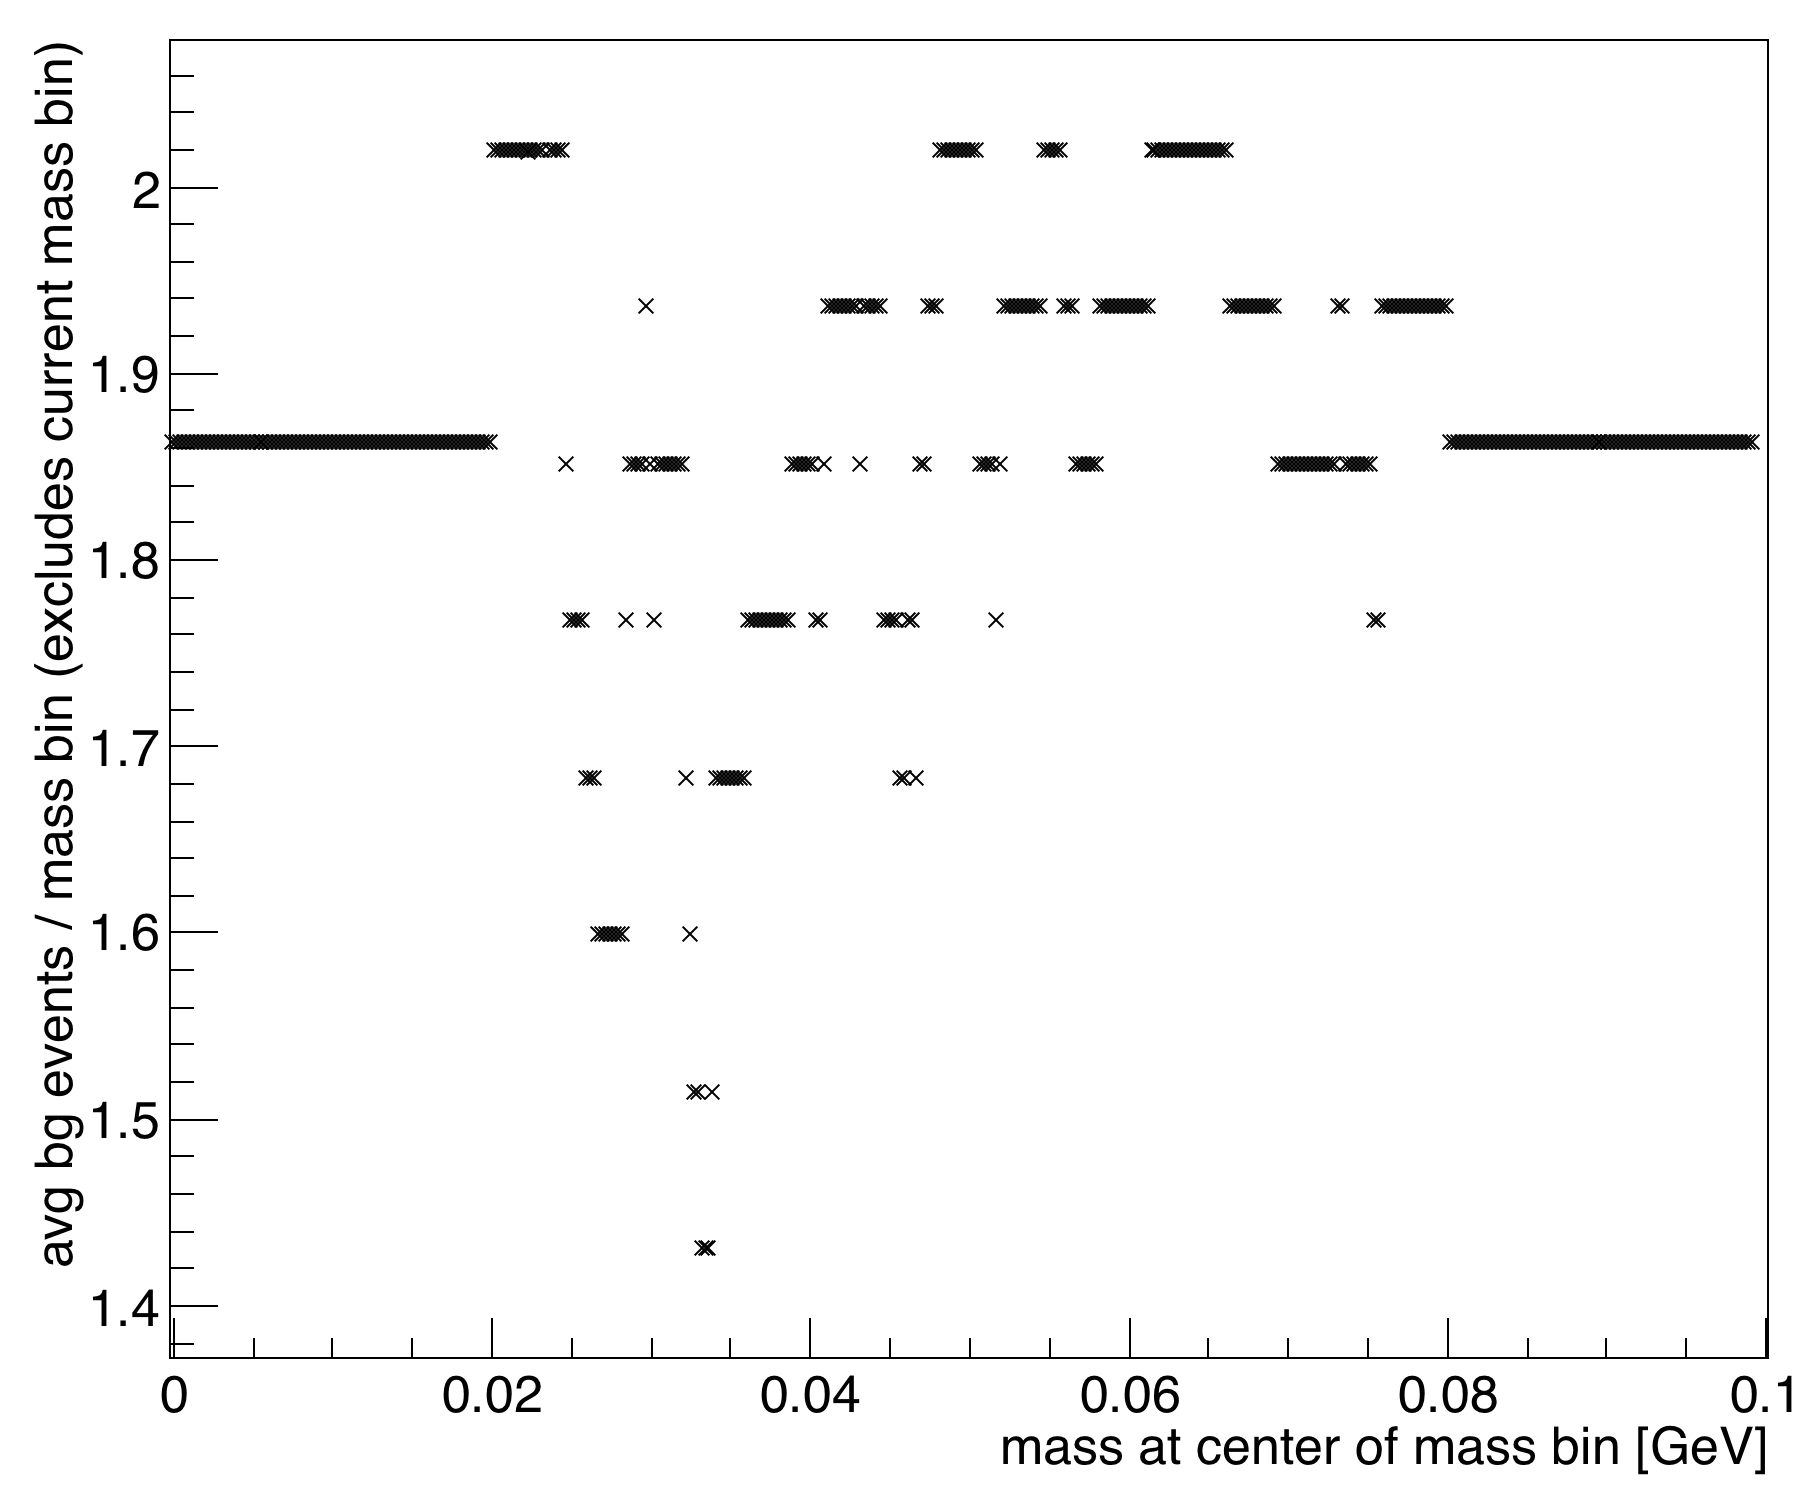 avg bg events / mass bin (excludes current mass bin)
2
1.9
1.8
1.7
1.6
1.5
1.4
0 0.02 0.04 0.06 0.08 0.1
mass at center of mass bin [GeV]